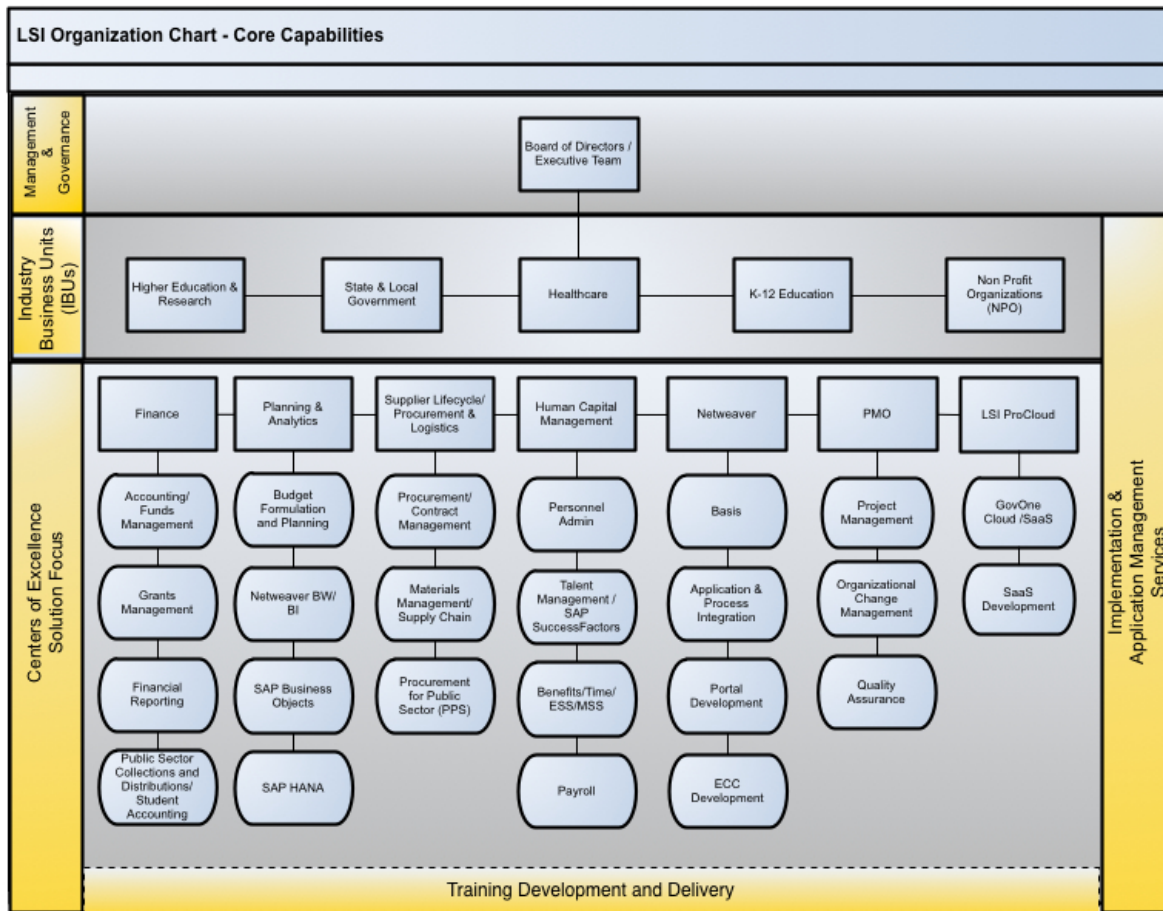 LSI Organization Chart - Core Capabilities
Management
&
Governance
Board of Directors /
Executive Team
Industry
Business Units
(IBUs)
Higher Education &
Research
State & Local
Government
Healthcare
K-12 Education
Non Profit
Organizations
(NPO)
Implementation &
Application Management
Services
Centers of Excellence
Solution Focus
Finance
Planning &
Analytics
Supplier Lifecycle/
Procurement &
Logistics
Human Capital
Management
Netweaver
PMO
LSI ProCloud
Accounting/
Funds
Management
Budget
Formulation
and Planning
Procurement/
Contract
Management
Personnel
Admin
Basis
Project
Management
GovOne
Cloud /SaaS
Grants
Management
Netweaver BW/
BI
Materials
Management/
Supply Chain
Talent
Management /
SAP
SuccessFactors
Application &
Process
Integration
Organizational
Change
Management
SaaS
Development
Financial
Reporting
SAP Business
Objects
Procurement
for Public
Sector (PPS)
Benefits/Time/
ESS/MSS
Portal
Development
Quality
Assurance
Public Sector
Collections and
Distributions/
Student
Accounting
SAP HANA
Payroll
ECC
Development
Training Development and Delivery